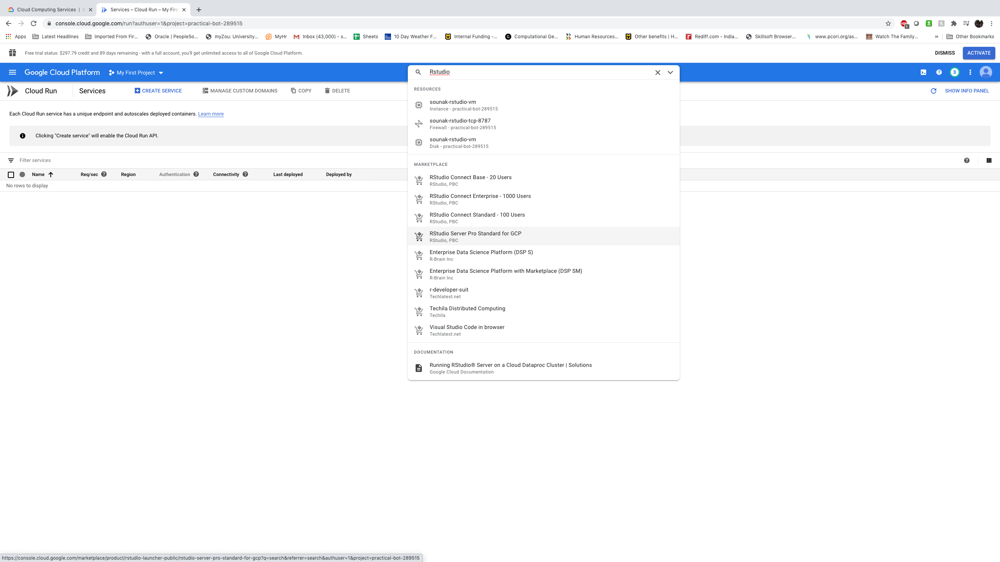 Cloud Computing Services | G
Services – Cloud Run – My Firs
console.cloud.google.com/run?authuser=1&project=practical-bot-289515
ABP
1
Apps
Latest Headlines
Imported From Fir...
Oracle | PeopleSo...
myZou: University...
MyHr
Inbox (43,000) - s...
Sheets
10 Day Weather F...
Internal Funding -...
Computational Ge...
Human Resources...
Other benefits | H...
Rediff.com - India...
Skillsoft Browser...
www.pcori.org/as...
Watch The Family...
»
Other Bookmarks
Free trial status: $297.79 credit and 89 days remaining - with a full account, you'll get unlimited access to all of Google Cloud Platform.
DISMISS
ACTIVATE
Google Cloud Platform
My First Project
Rstudio
3
Cloud Run
Services
CREATE SERVICE
MANAGE CUSTOM DOMAINS
COPY
DELETE
SHOW INFO PANEL
Each Cloud Run service has a unique endpoint and autoscales deployed containers. Learn more
Clicking "Create service" will enable the Cloud Run API.
Filter services
Name
Req/sec
Region
Authentication
Connectivity
Last deployed
Deployed by
No rows to display
RESOURCES
sounak-rstudio-vm
Instance - practical-bot-289515
sounak-rstudio-tcp-8787
Firewall - practical-bot-289515
sounak-rstudio-vm
Disk - practical-bot-289515
MARKETPLACE
RStudio Connect Base - 20 Users
RStudio, PBC
RStudio Connect Enterprise - 1000 Users
RStudio, PBC
RStudio Connect Standard - 100 Users
RStudio, PBC
RStudio Server Pro Standard for GCP
RStudio, PBC
Enterprise Data Science Platform (DSP S)
R-Brain Inc
Enterprise Data Science Platform with Marketplace (DSP SM)
R-Brain Inc
r-developer-suit
Techlatest.net
Techila Distributed Computing
Techila
Visual Studio Code in browser
Techlatest.net
DOCUMENTATION
Running RStudio® Server on a Cloud Dataproc Cluster | Solutions
Google Cloud Documentation
https://console.cloud.google.com/marketplace/product/rstudio-launcher-public/rstudio-server-pro-standard-for-gcp?q=search&referrer=search&authuser=1&project=practical-bot-289515